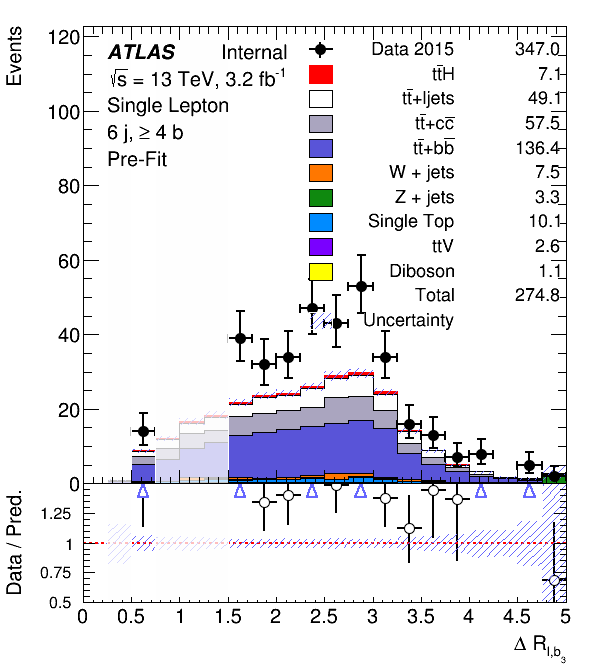 Events
120
100
80
60
40
20
0
ATLAS Internal
√s = 13 TeV, 3.2 fb-1
Single Lepton
6 j, ≥ 4 b
Pre-Fit
Data 2015 347.0
tt̄H 7.1
tt̄+ljets 49.1
tt̄+cc̄ 57.5
tt̄+bb̄ 136.4
W + jets 7.5
Z + jets 3.3
Single Top 10.1
ttV 2.6
Diboson 1.1
Total 274.8
Uncertainty
Data / Pred.
1.25
1
0.75
0.5
0 0.5 1 1.5 2 2.5 3 3.5 4 4.5 5
Δ Rl,b3